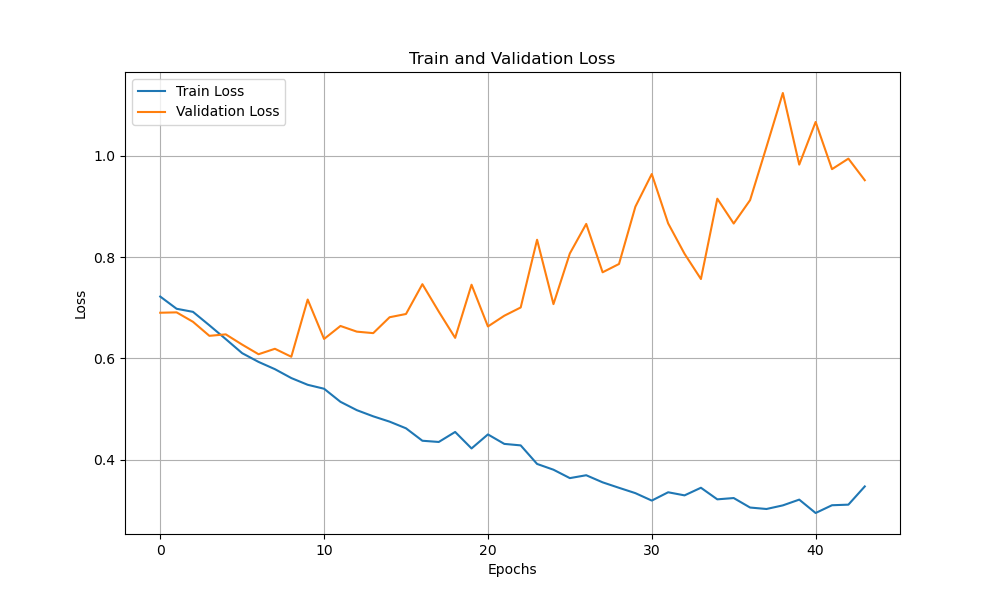 Train and Validation Loss
Train Loss
Validation Loss
1.0
0.8
0.6
0.4
Loss
0 10 20 30 40
Epochs